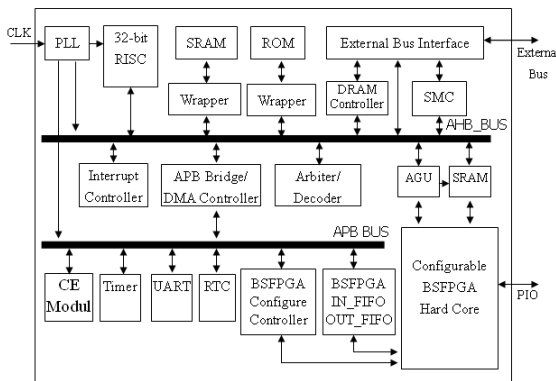 CLK
PLL
32-bit
RISC
SRAM
ROM
External Bus Interface
External
Bus
Wrapper
Wrapper
DRAM
Controller
SMC
AHB_BUS
Interrupt
Controller
APB Bridge/
DMA Controller
Arbiter/
Decoder
AGU
SRAM
APB BUS
CE
Modul
Timer
UART
RTC
BSFPGA
Configure
Controller
BSFPGA
IN_FIFO
OUT_FIFO
Configurable
BSFPGA
Hard Core
PIO